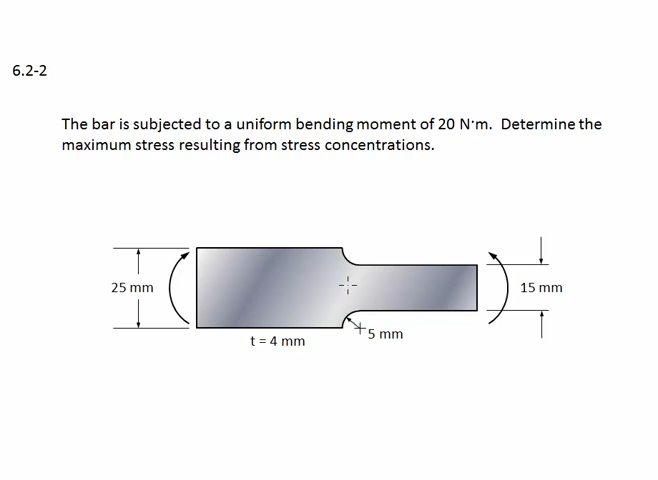 6.2-2
The bar is subjected to a uniform bending moment of 20 N·m. Determine the
maximum stress resulting from stress concentrations.
25 mm
15 mm
5 mm
t = 4 mm